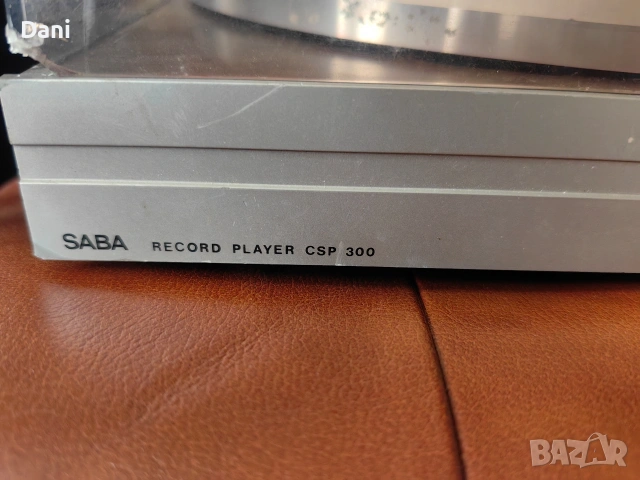 Dani
SABA RECORD PLAYER CSP 300
BAZAR